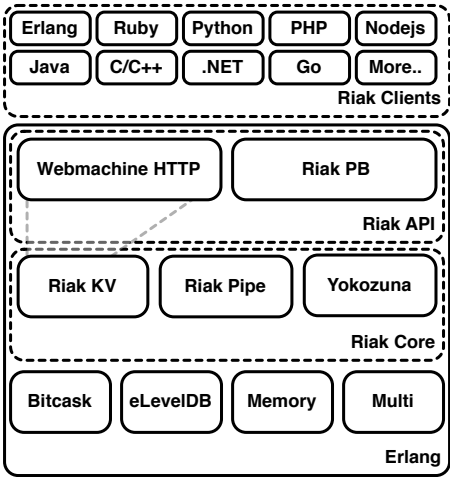 Erlang Ruby Python PHP Nodejs
Java C/C++ .NET Go More..
Riak Clients
Webmachine HTTP Riak PB
Riak API
Riak KV Riak Pipe Yokozuna
Riak Core
Bitcask eLevelDB Memory Multi
Erlang